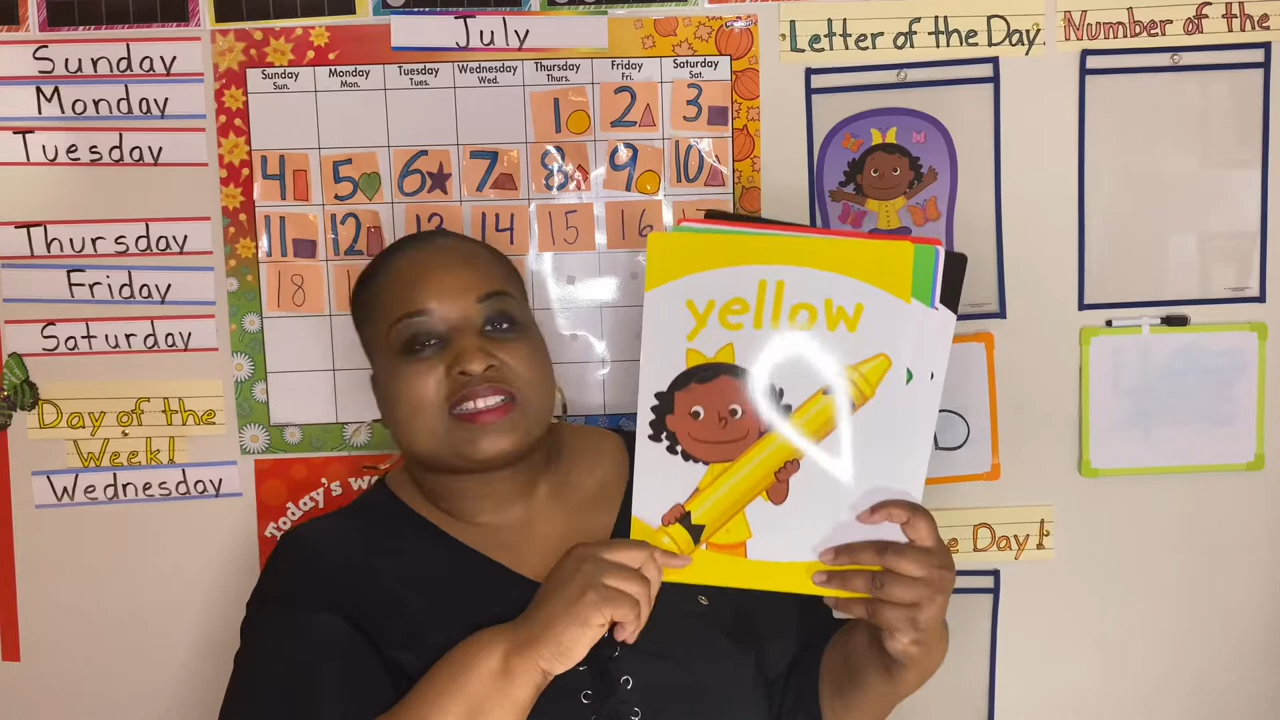 Sunday
Monday
Tuesday
Thursday
Friday
Saturday
Day of the
Week!
Wednesday
July
Sunday Monday Tuesday Wednesday Thursday Friday Saturday
Sun. Mon. Tues. Wed. Thurs. Fri. Sat.
1 2 3
4 5 6 7 8 9 10
11 12 13 14 15 16 17
18
Today's
yellow
Letter of the Day
Number of the
e Day!